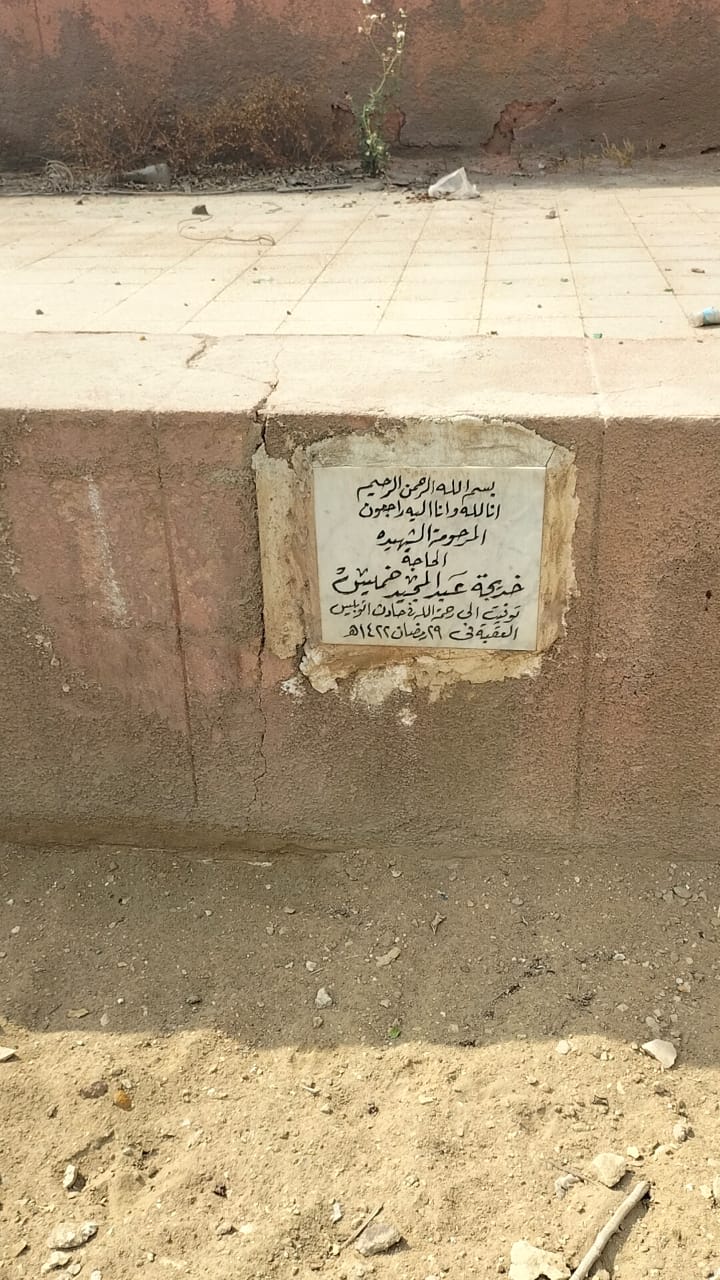 بسم الله الرحمن الرحيم
انا لله وانا اليه راجعون
المرحومة الشهيده
الحاجة
خديجة عبد المجيد خميس
توفيت الى رحمة الله فى حادث اتوبيس
العقبة فى ٢٩ رمضان ١٤٢٢ه